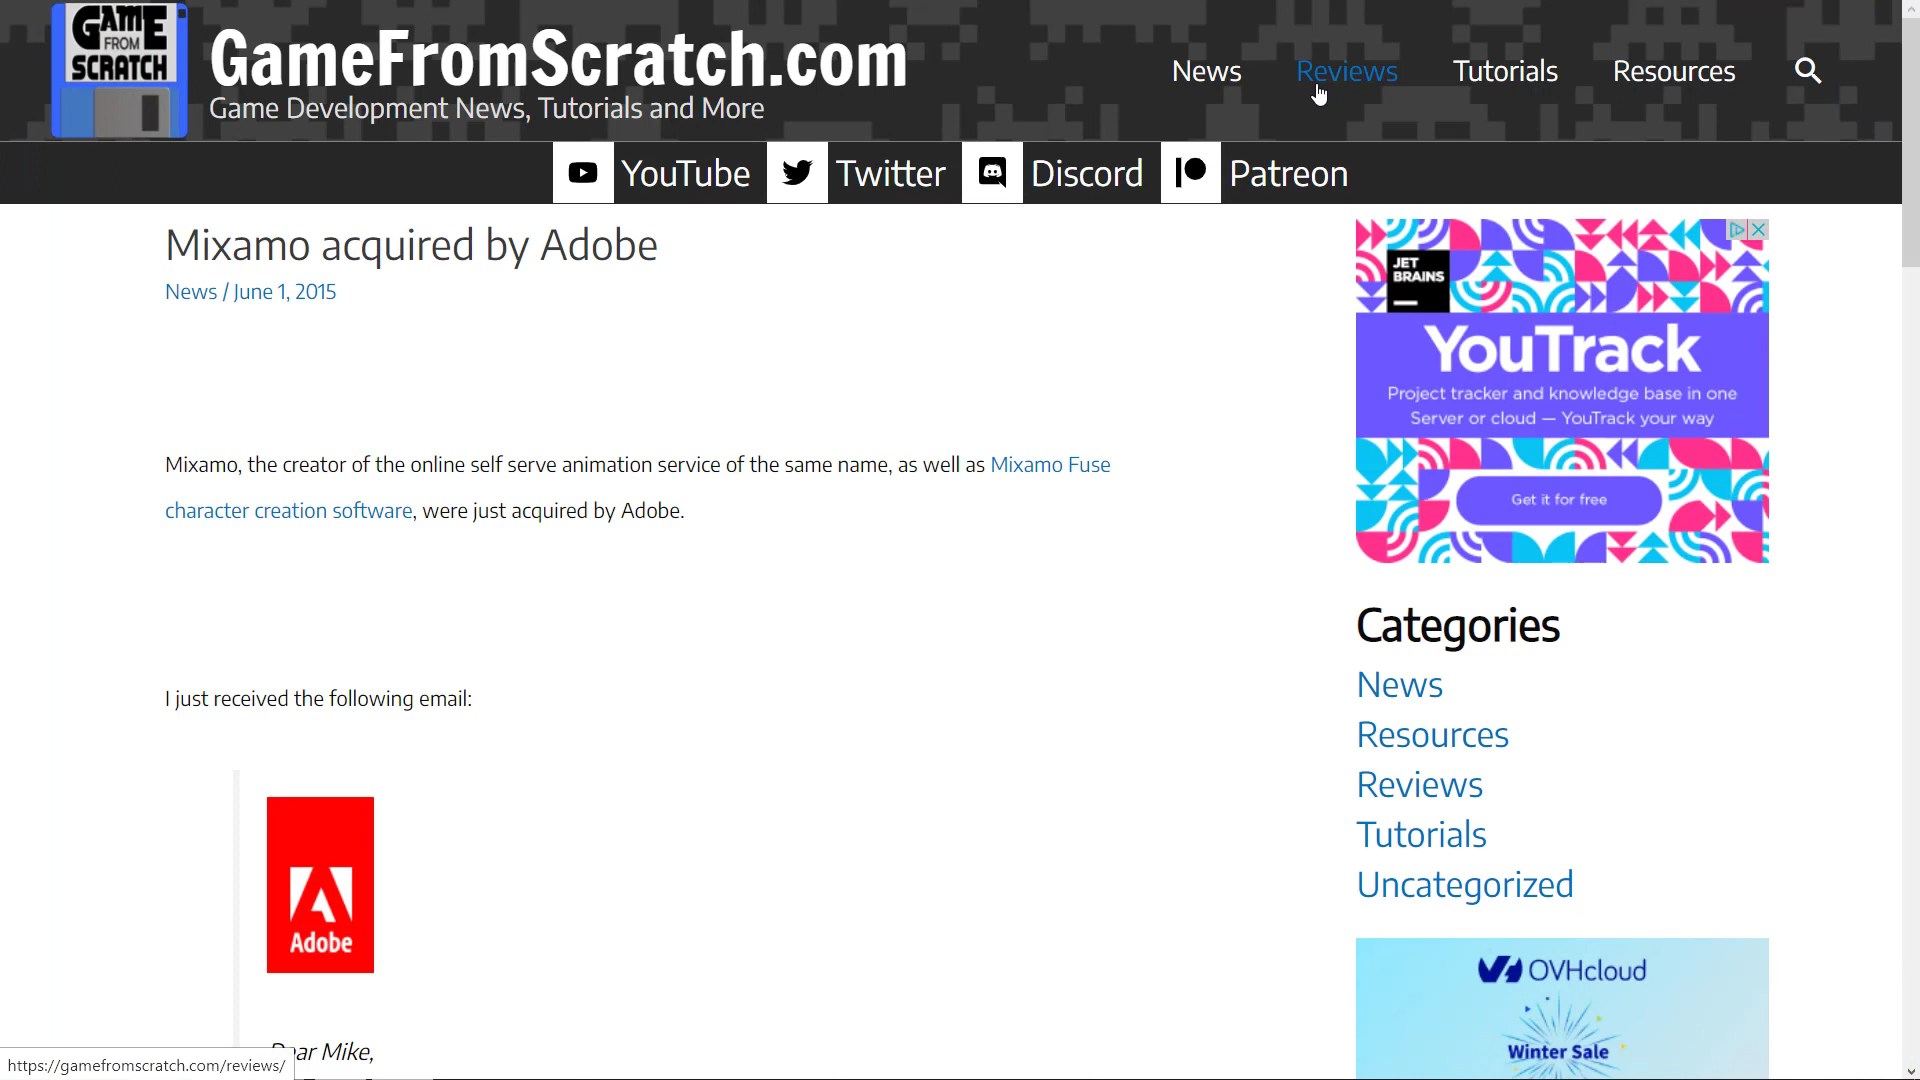 GAME
FROM
SCRATCH
GameFromScratch.com
Game Development News, Tutorials and More
News
Reviews
Tutorials
Resources
YouTube
Twitter
Discord
Patreon
Mixamo acquired by Adobe
News / June 1, 2015
Mixamo, the creator of the online self serve animation service of the same name, as well as Mixamo Fuse
character creation software, were just acquired by Adobe.
I just received the following email:
Adobe
Dear Mike,
https://gamefromscratch.com/reviews/
JET
BRAINS
YouTrack
Project tracker and knowledge base in one
Server or cloud — YouTrack your way
Get it for free
Categories
News
Resources
Reviews
Tutorials
Uncategorized
OVHcloud
Winter Sale